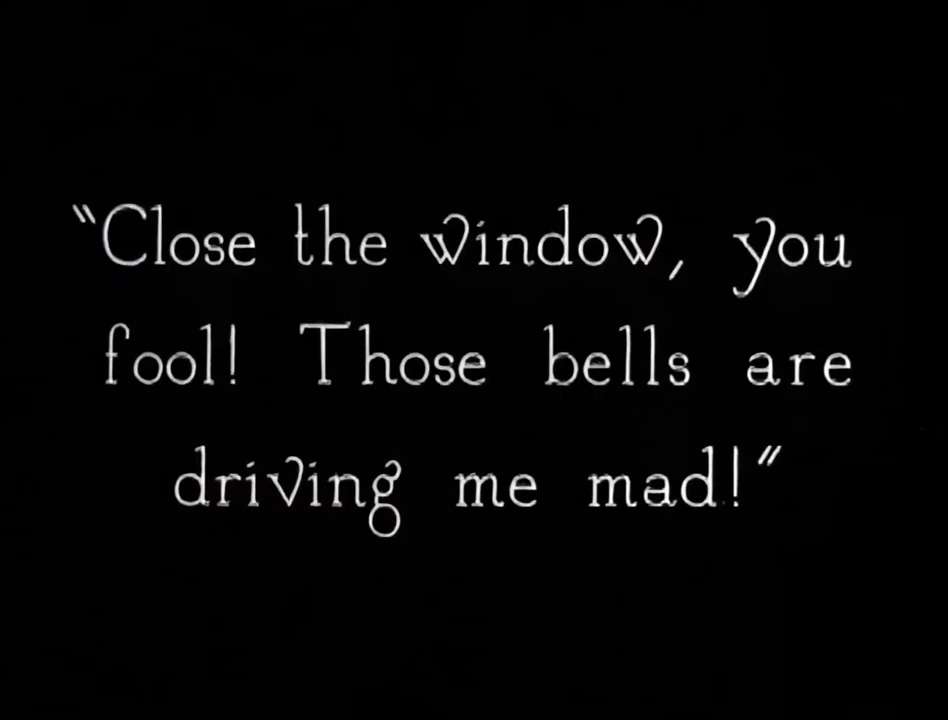 “Close the window, you
fool! Those bells are
driving me mad!”